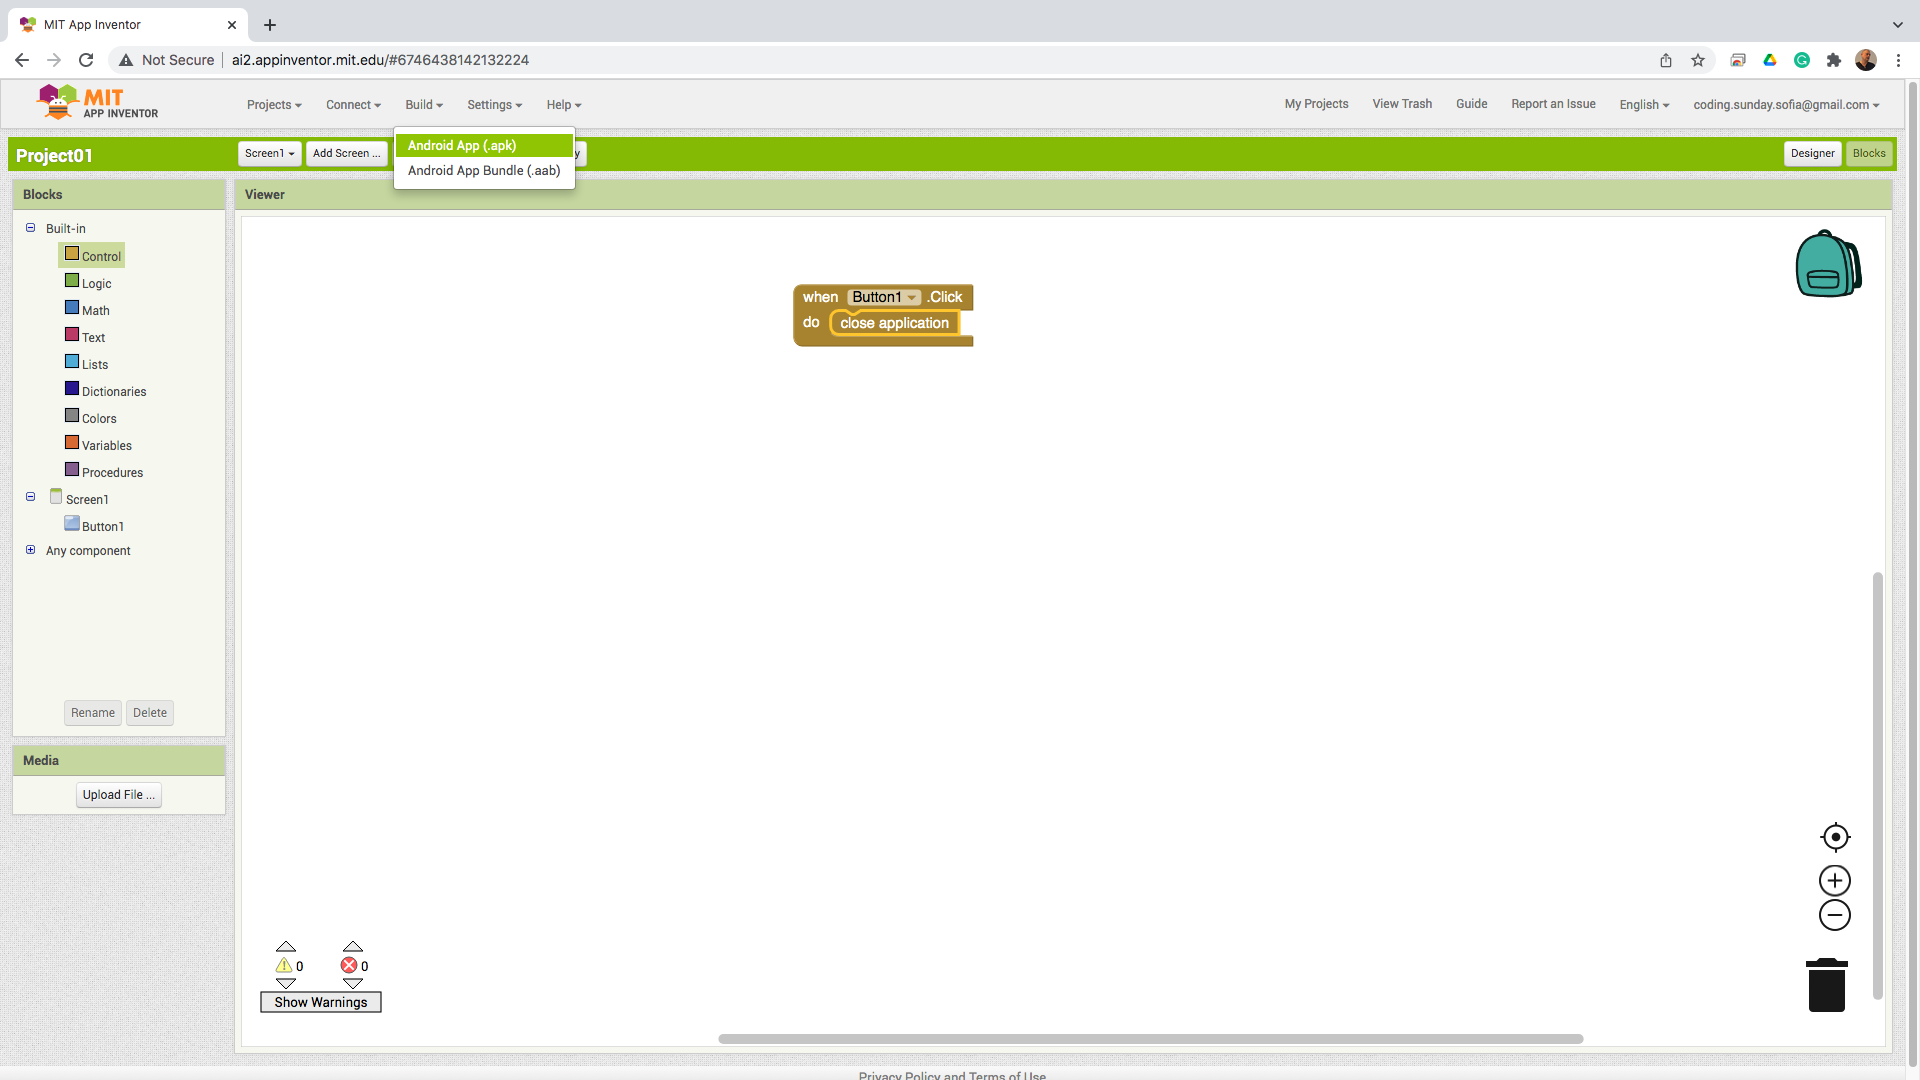 MIT App Inventor
Not Secure
ai2.appinventor.mit.edu/#6746438142132224
MIT
APP INVENTOR
Projects Connect Build Settings Help
My Projects View Trash Guide Report an Issue English coding.sunday.sofia@gmail.com
Project01
Screen1 Add Screen ... y
Designer Blocks
Android App (.apk)
Android App Bundle (.aab)
Blocks
Built-in
Control
Logic
Math
Text
Lists
Dictionaries
Colors
Variables
Procedures
Screen1
Button1
Any component
Rename Delete
Media
Upload File ...
Viewer
when Button1 .Click
do close application
0 0
Show Warnings
Privacy Policy and Terms of Use